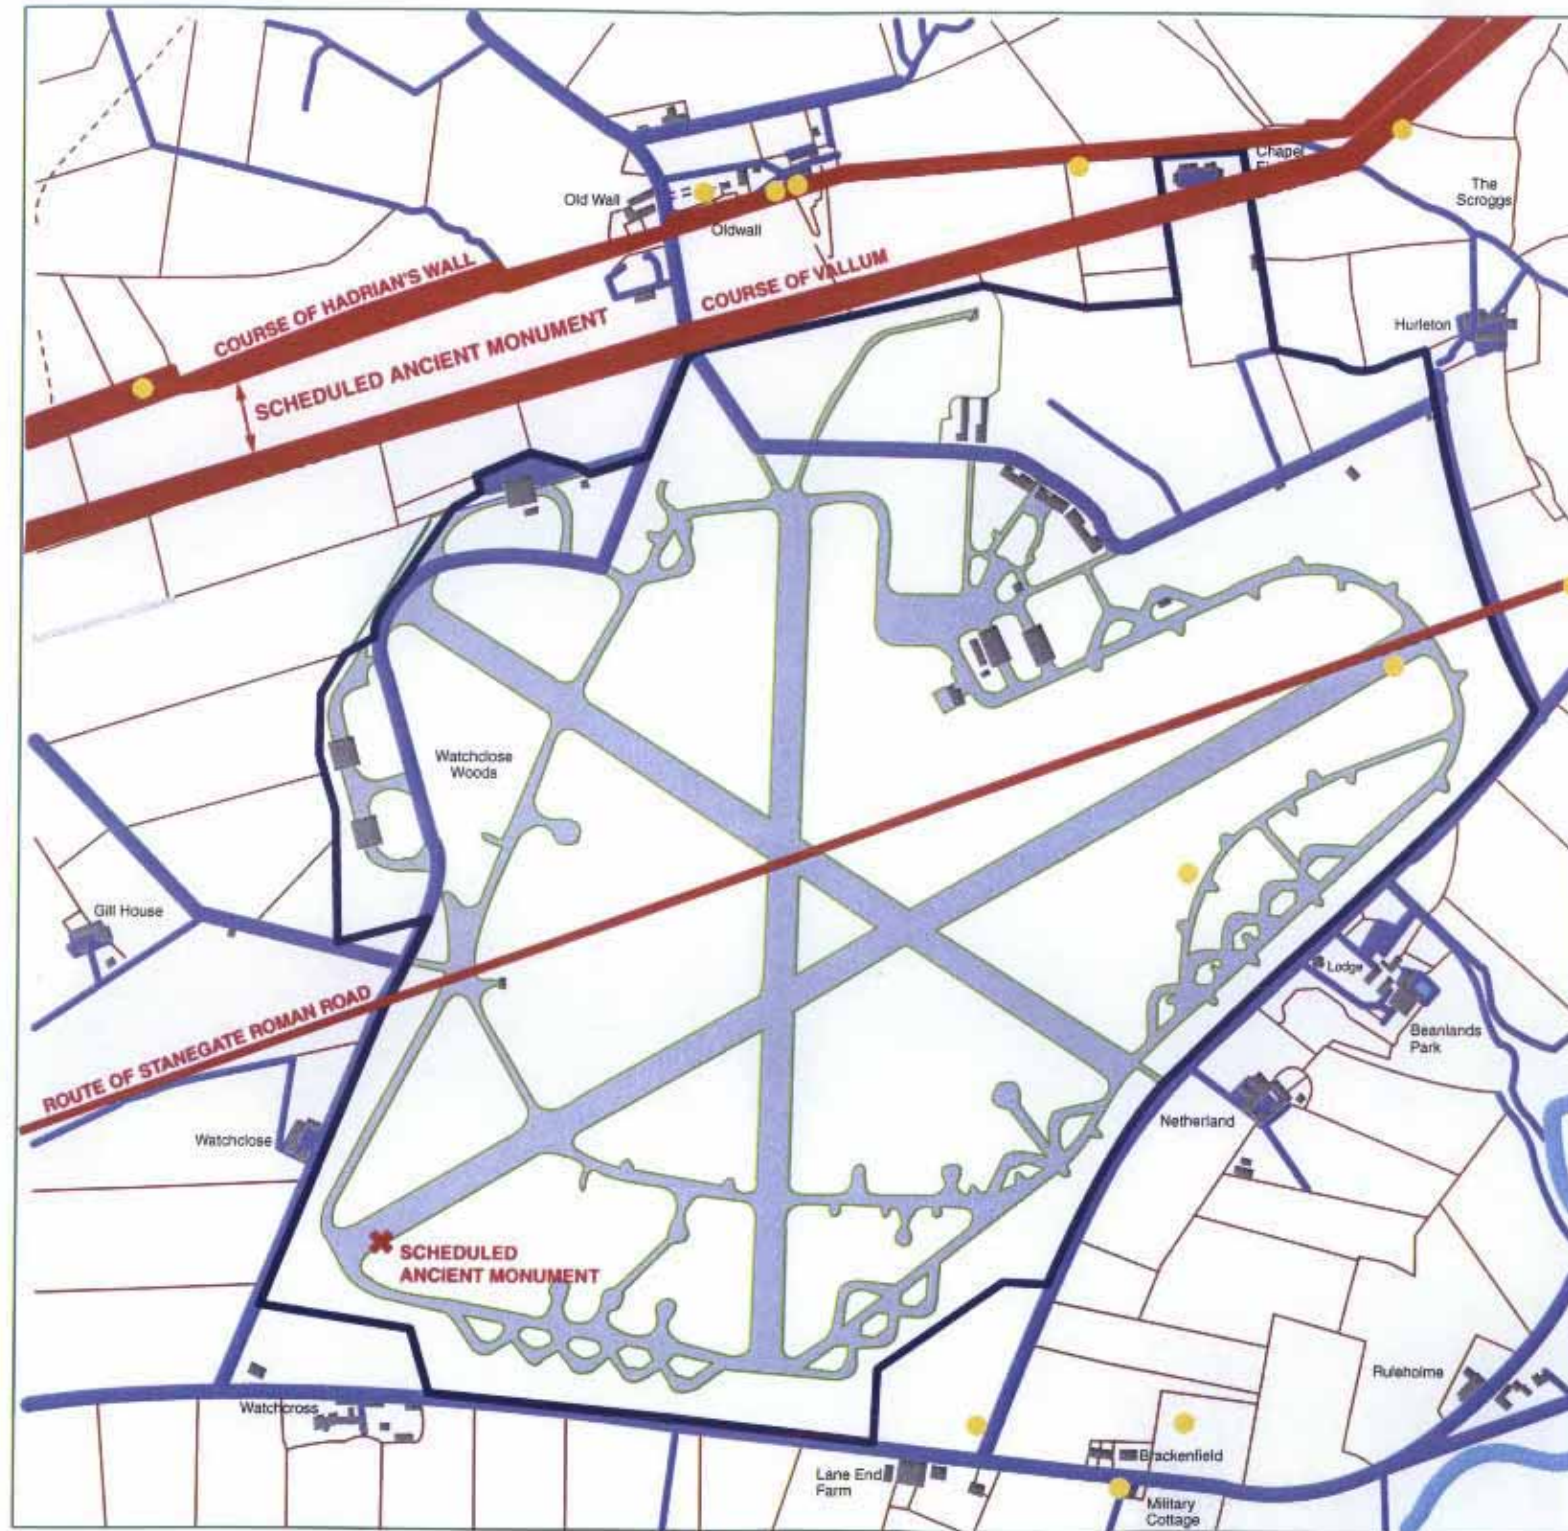 Chapel
The
Scroggs
Old Wall
Oldwall
COURSE OF HADRIAN'S WALL
COURSE OF VALLUM
SCHEDULED ANCIENT MONUMENT
Hurleton
Watchclose
Woods
Gill House
Lodge
Beanlands
Park
ROUTE OF STANEGATE ROMAN ROAD
Netherland
Watchclose
SCHEDULED
ANCIENT MONUMENT
Ruleholme
Watchcross
Brackenfield
Lane End
Farm
Military
Cottage